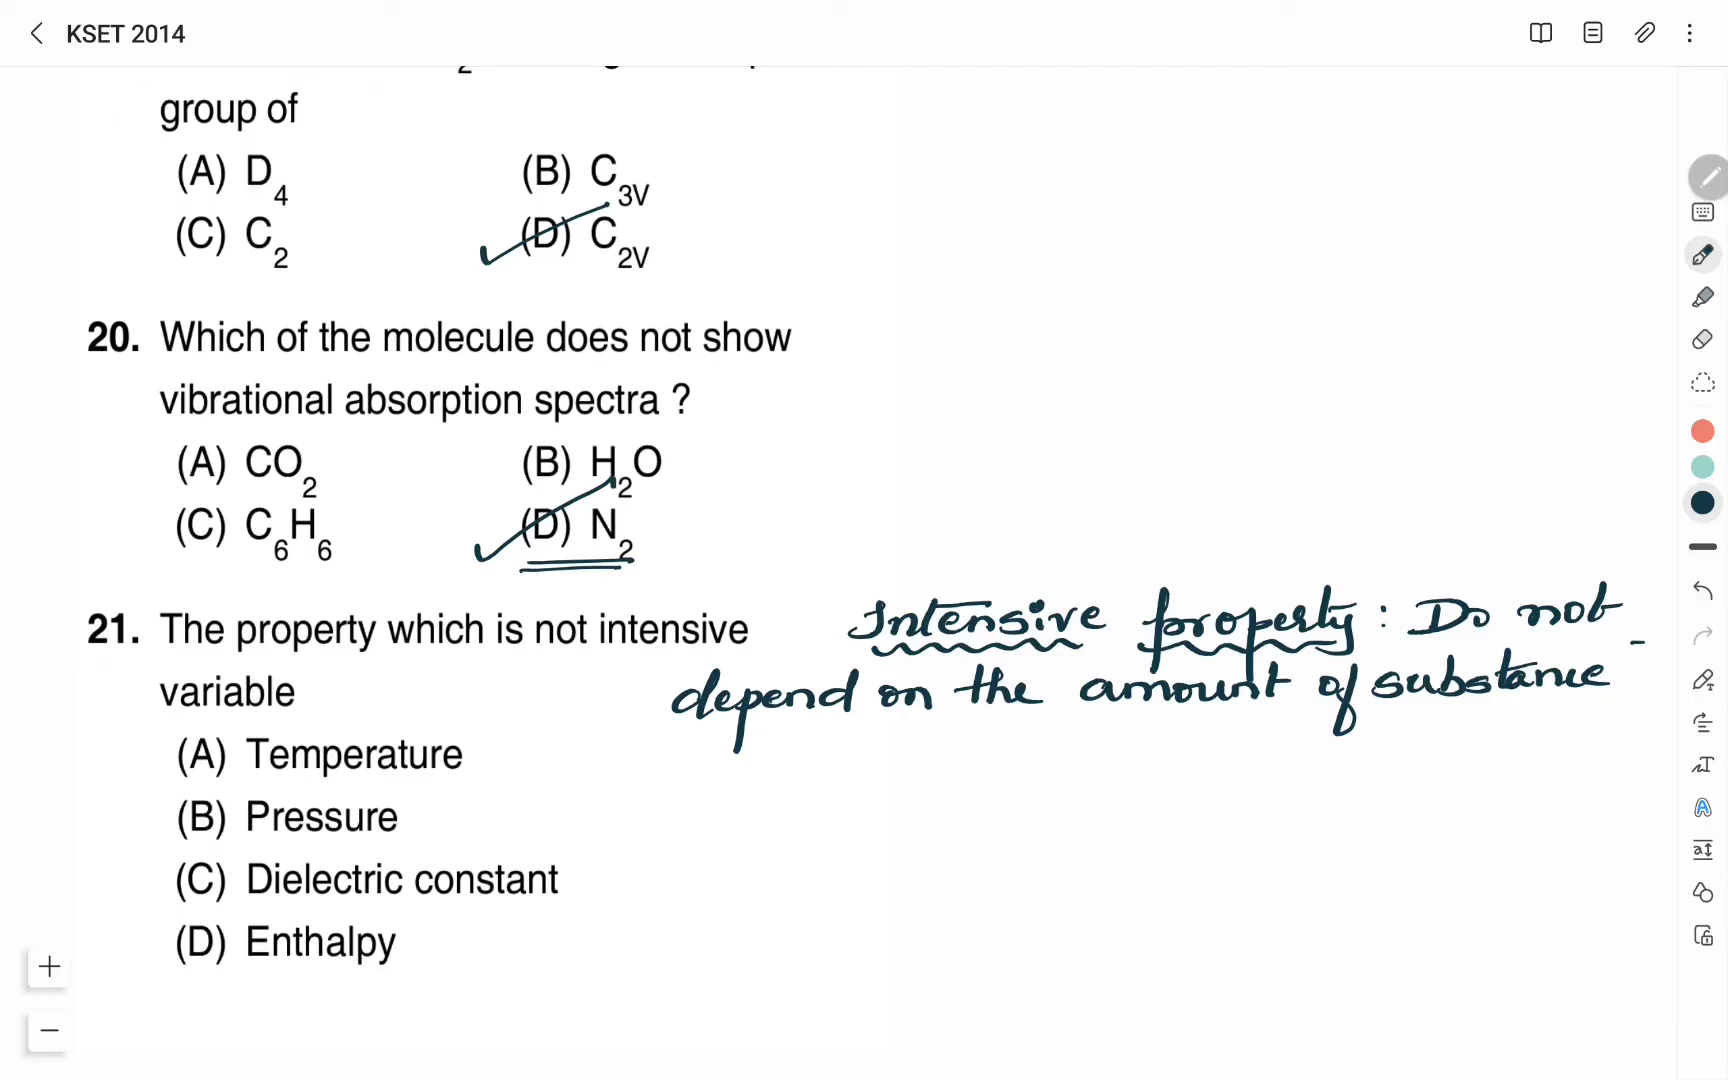 KSET 2014
group of
(A) D4 (B) C3V
(C) C2 (D) C2V
20. Which of the molecule does not show
vibrational absorption spectra ?
(A) CO2 (B) H2O
(C) C6H6 (D) N2
21. The property which is not intensive
variable
(A) Temperature
(B) Pressure
(C) Dielectric constant
(D) Enthalpy
Intensive property : Do not
depend on the amount of substance